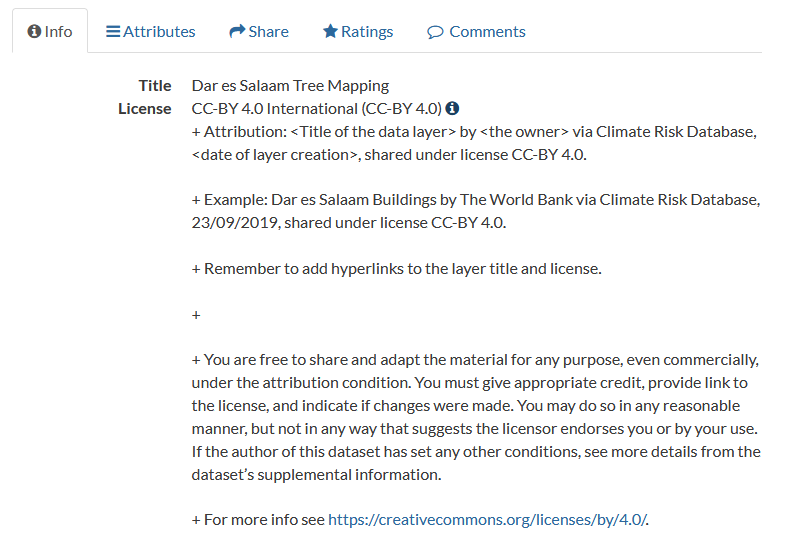 Info Attributes Share Ratings Comments
Title Dar es Salaam Tree Mapping
License CC-BY 4.0 International (CC-BY 4.0)
+ Attribution: <Title of the data layer> by <the owner> via Climate Risk Database,
<date of layer creation>, shared under license CC-BY 4.0.
+ Example: Dar es Salaam Buildings by The World Bank via Climate Risk Database,
23/09/2019, shared under license CC-BY 4.0.
+ Remember to add hyperlinks to the layer title and license.
+
+ You are free to share and adapt the material for any purpose, even commercially,
under the attribution condition. You must give appropriate credit, provide link to
the license, and indicate if changes were made. You may do so in any reasonable
manner, but not in any way that suggests the licensor endorses you or by your use.
If the author of this dataset has set any other conditions, see more details from the
dataset’s supplemental information.
+ For more info see https://creativecommons.org/licenses/by/4.0/.